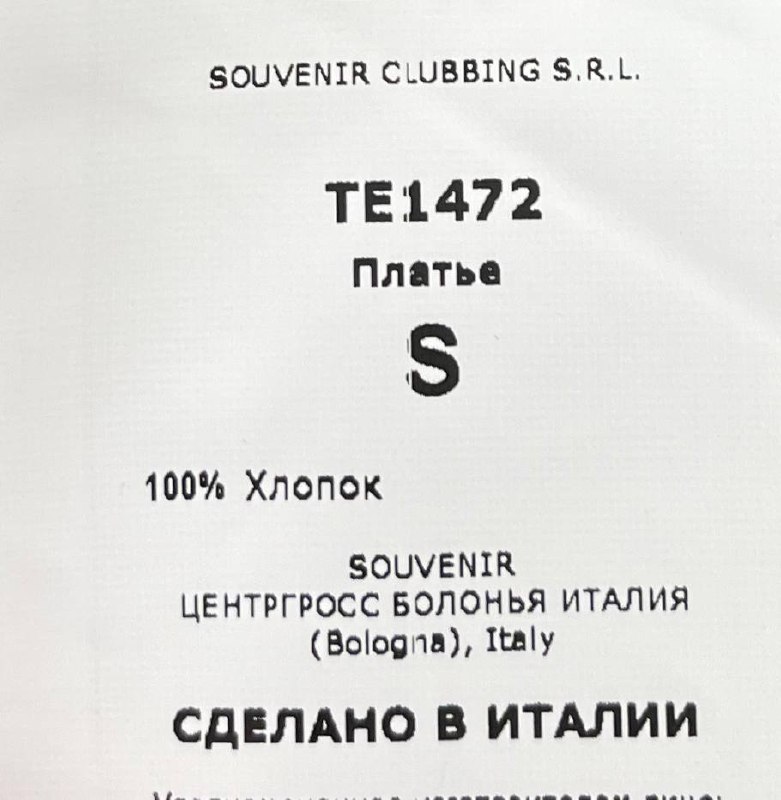 SOUVENIR CLUBBING S.R.L.
TE1472
Платье
S
100% Хлопок
SOUVENIR
ЦЕНТРГРОСС БОЛОНЬЯ ИТАЛИЯ
(Bologna), Italy
СДЕЛАНО В ИТАЛИИ